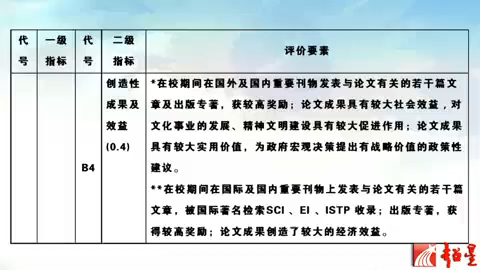 代 一级 代 二级 评价要素
号 指标 号 指标
创造性
成果及
效益
(0.4)
B4
*在校期间在国外及国内重要刊物发表与论文有关的若干篇文
章及出版专著，获较高奖励；论文成果具有较大社会效益，对
文化事业的发展、精神文明建设具有较大促进作用；论文成果
具有较大实用价值，为政府宏观决策提出有战略价值的政策性
建议。
**在校期间在国际及国内重要刊物上发表与论文有关的若干篇
文章，被国际著名检索SCI 、EI 、ISTP 收录；出版专著，获
得较高奖励；论文成果创造了较大的经济效益。